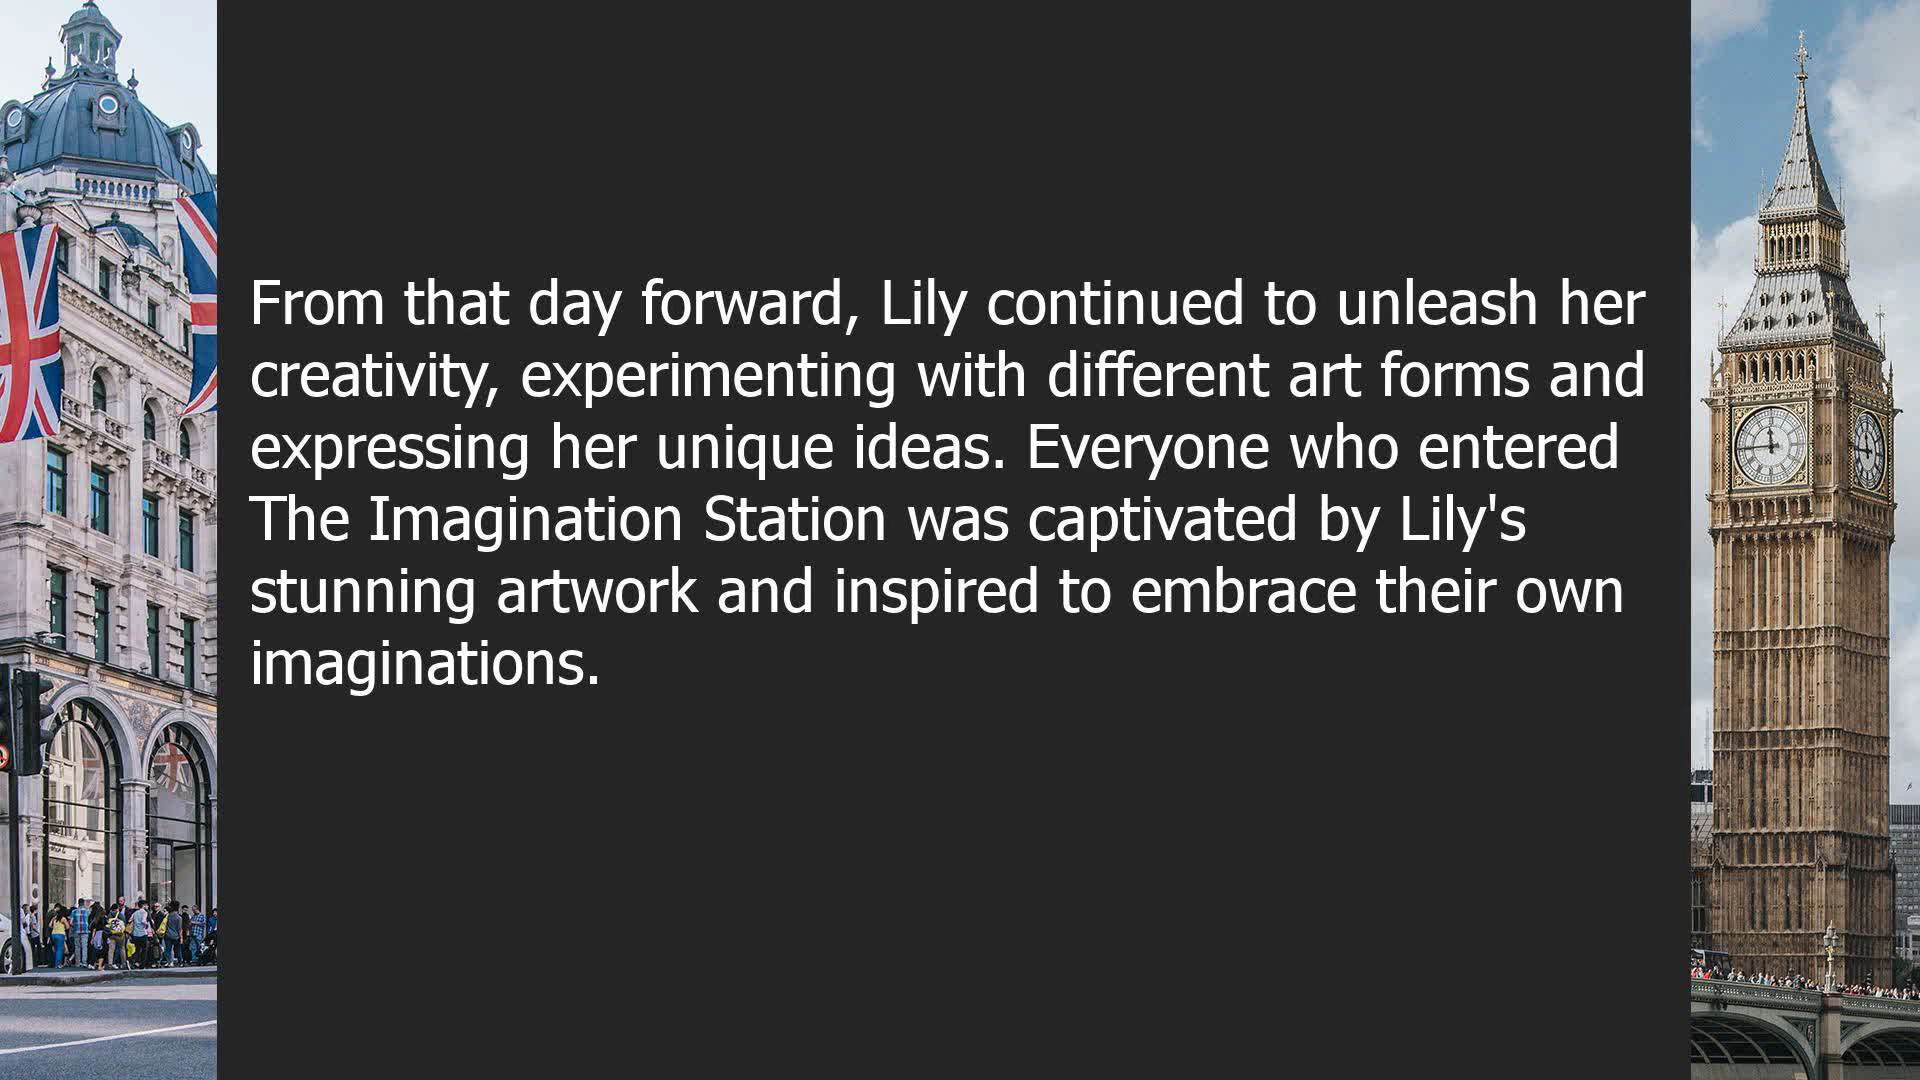 From that day forward, Lily continued to unleash her
creativity, experimenting with different art forms and
expressing her unique ideas. Everyone who entered
The Imagination Station was captivated by Lily's
stunning artwork and inspired to embrace their own
imaginations.